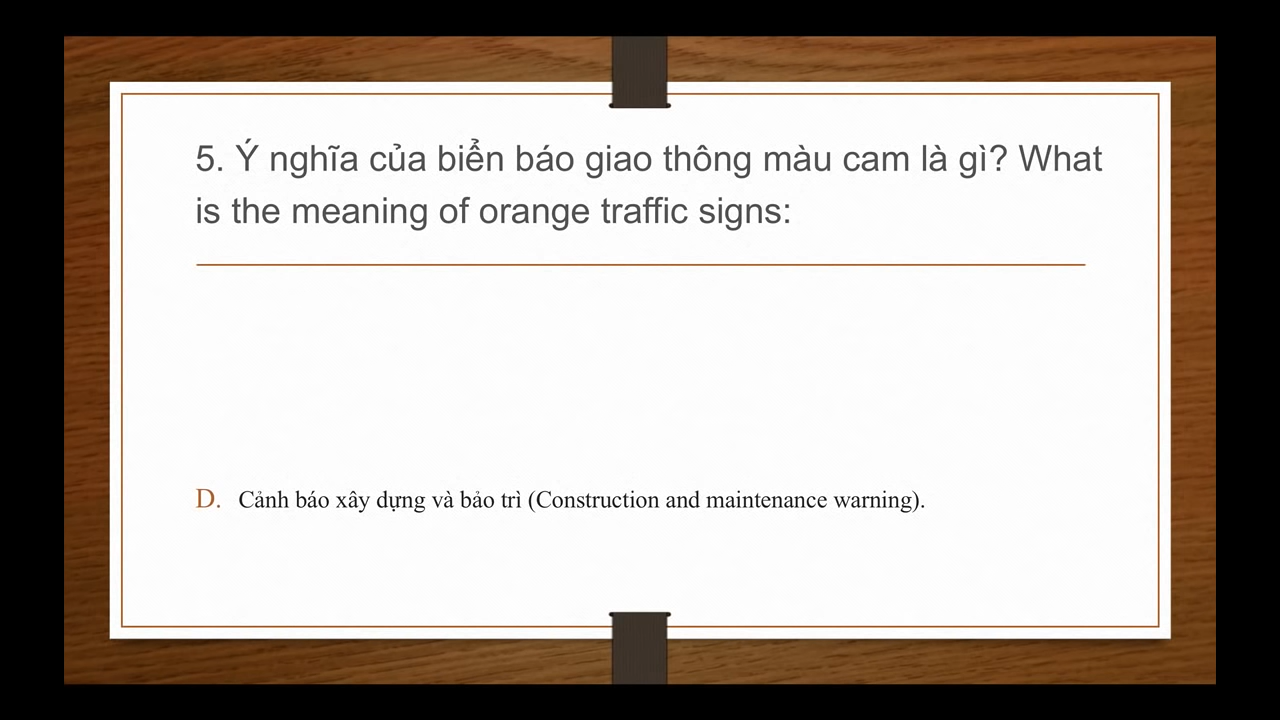 5. Ý nghĩa của biển báo giao thông màu cam là gì? What
is the meaning of orange traffic signs:
D. Cảnh báo xây dựng và bảo trì (Construction and maintenance warning).